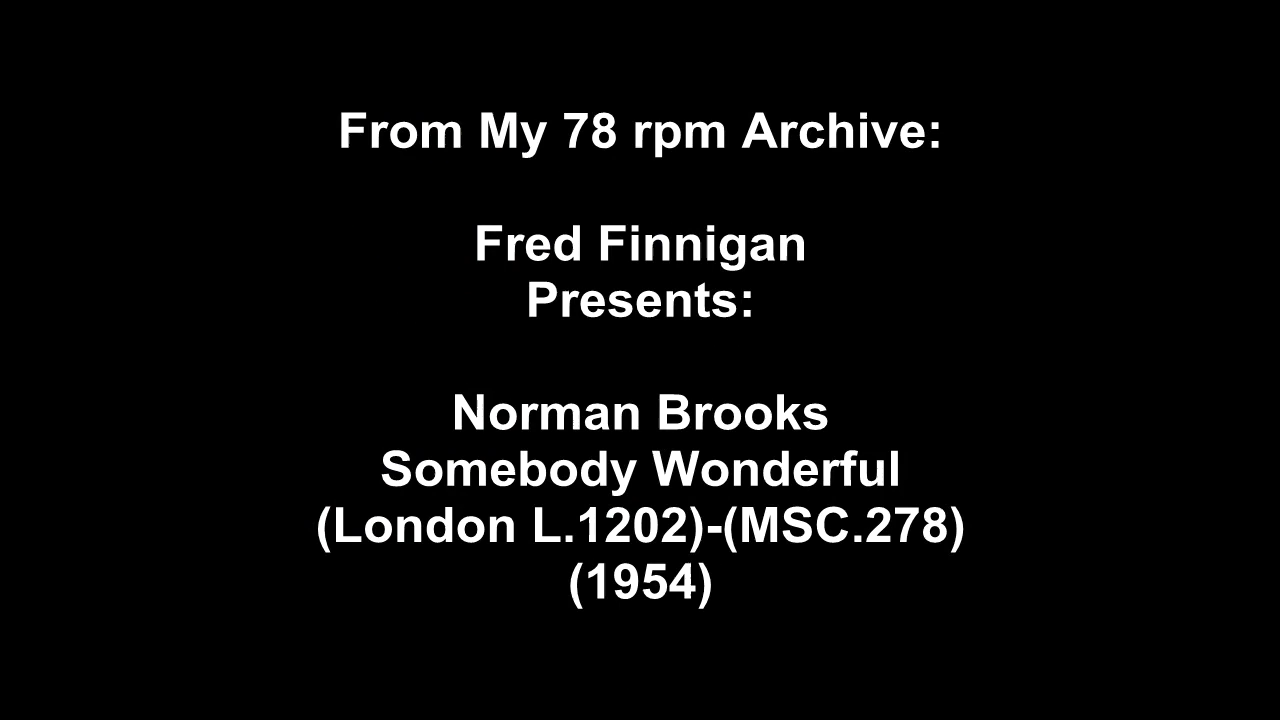 From My 78 rpm Archive:
Fred Finnigan
Presents:
Norman Brooks
Somebody Wonderful
(London L.1202)-(MSC.278)
(1954)